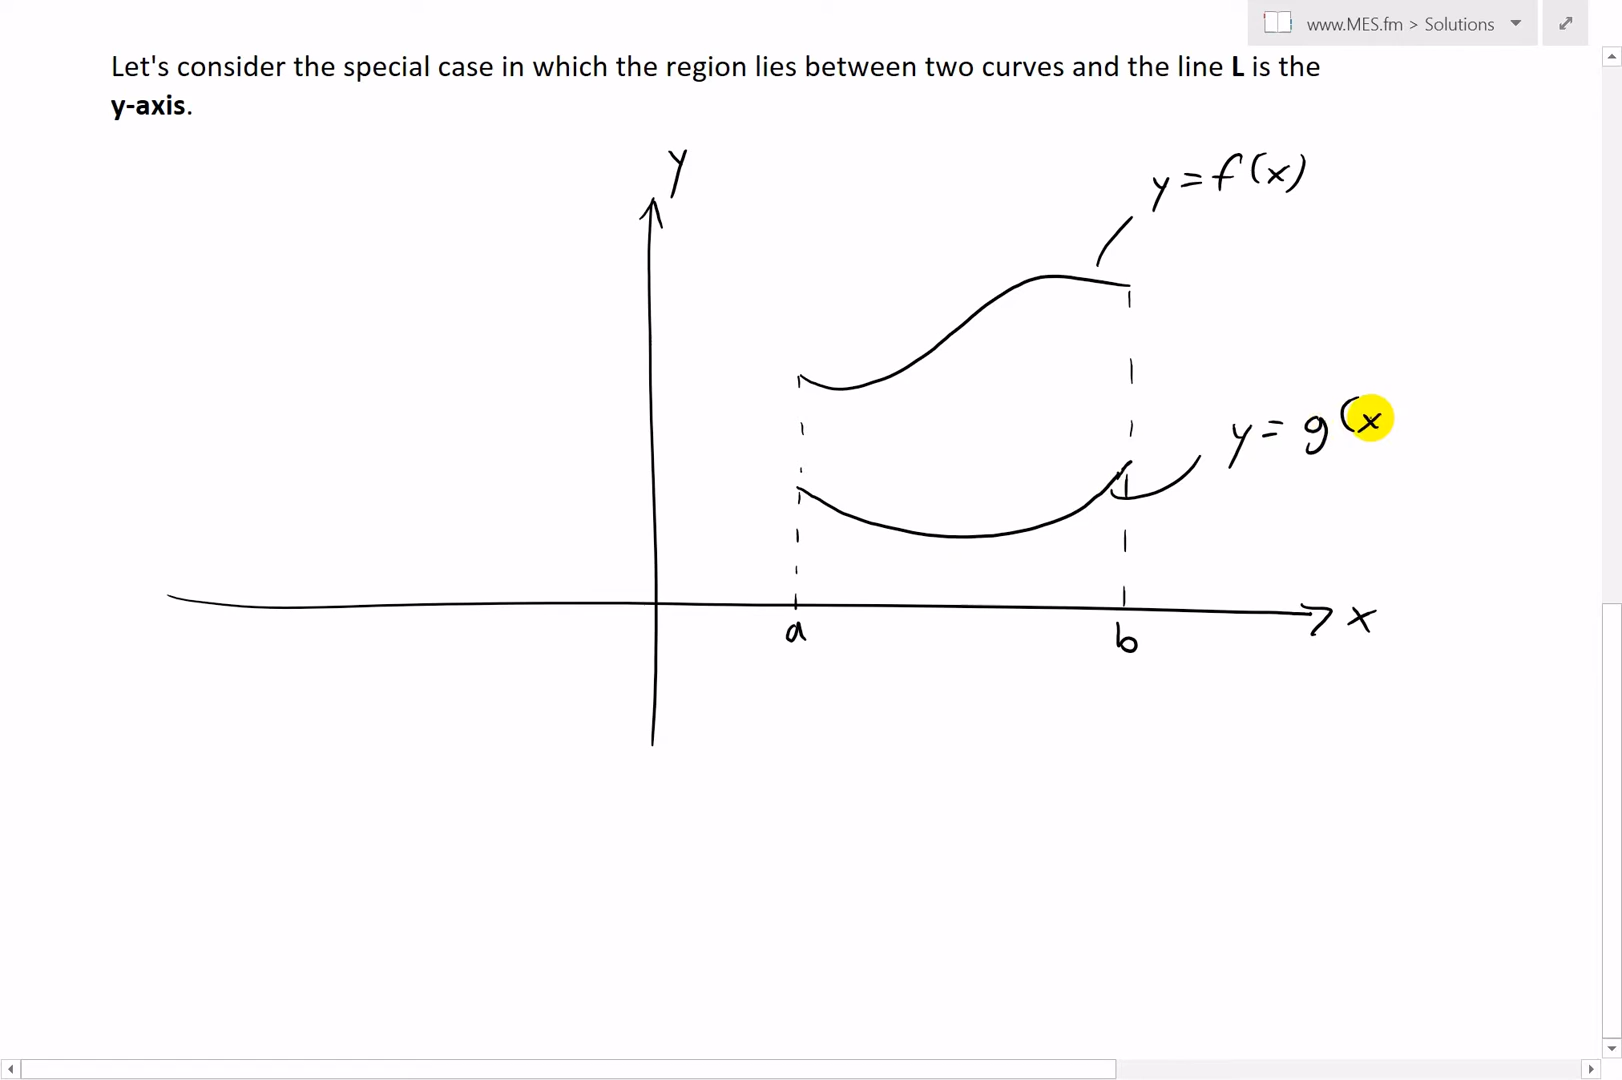 www.MES.fm > Solutions
Let's consider the special case in which the region lies between two curves and the line L is the
y-axis.
y
y = f(x)
y = g(x
x
a
b